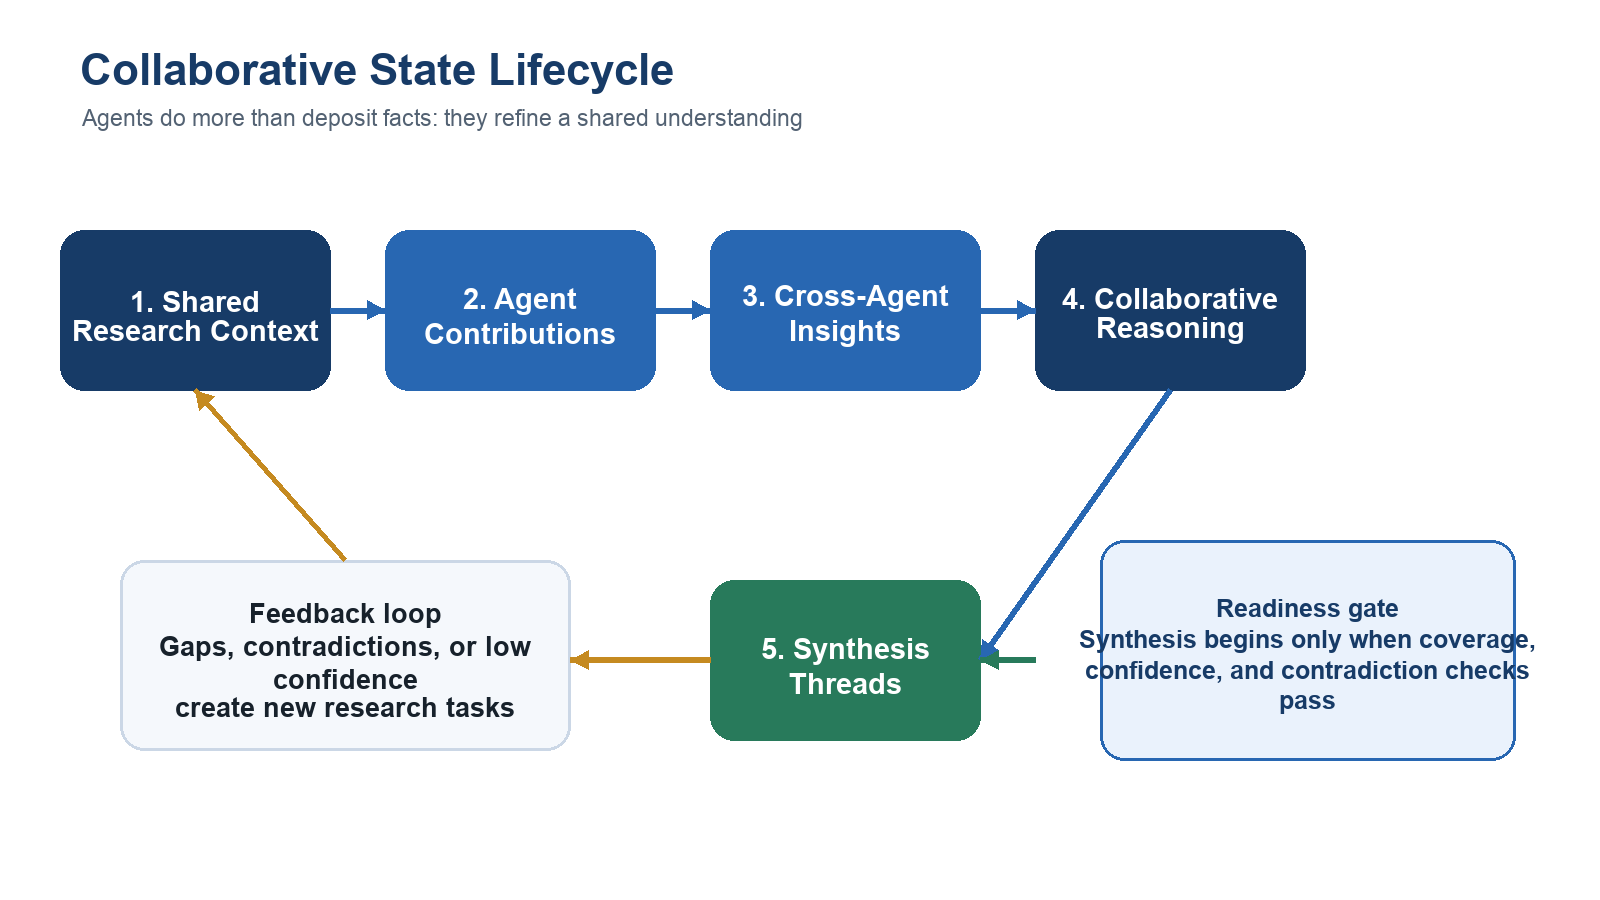 Collaborative State Lifecycle
Agents do more than deposit facts: they refine a shared understanding
1. Shared
Research Context
2. Agent
Contributions
3. Cross-Agent
Insights
4. Collaborative
Reasoning
Feedback loop
Gaps, contradictions, or low
confidence
create new research tasks
5. Synthesis
Threads
Readiness gate
Synthesis begins only when coverage,
confidence, and contradiction checks
pass